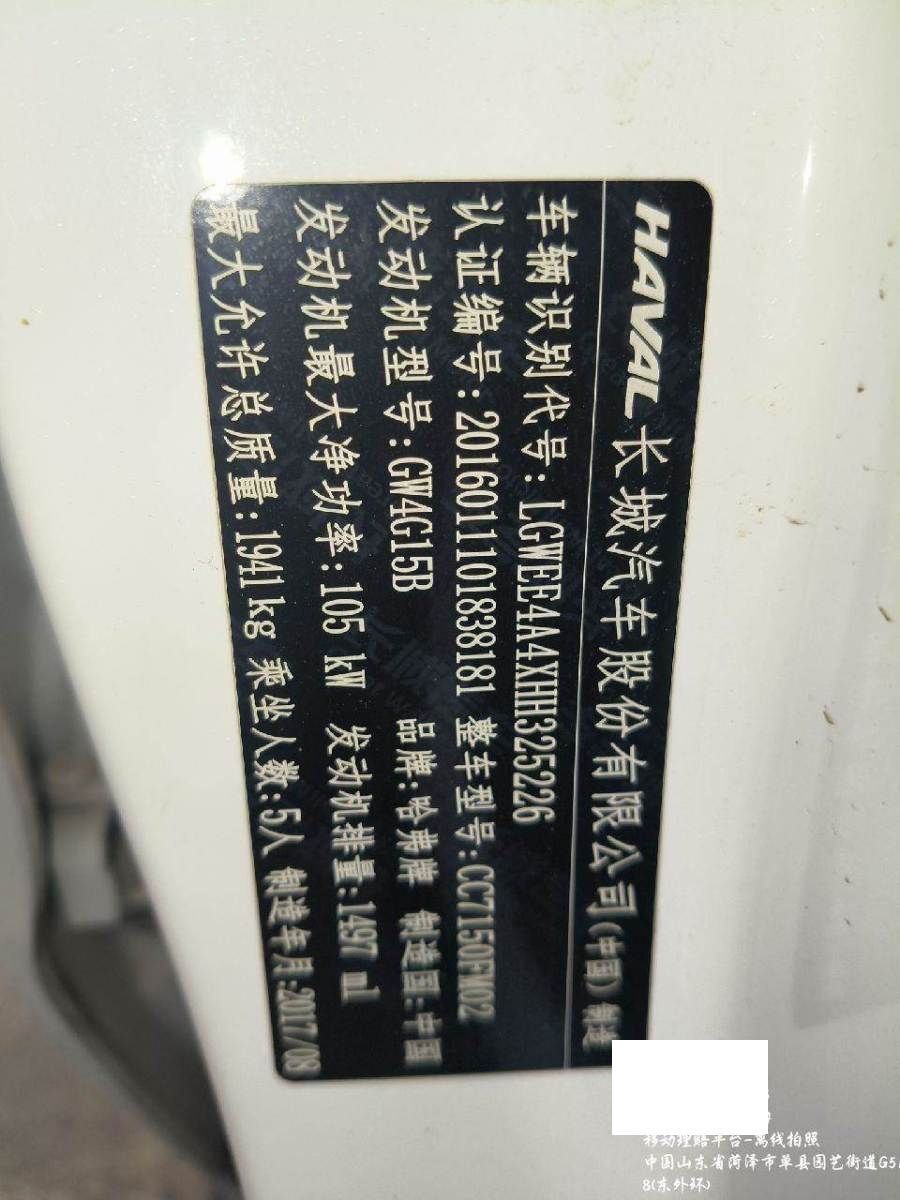 HAVAL 长城汽车股份有限公司(中国) 制造
车辆识别代号:LGWEE4A4XHH325226
认证编号:2016011101838181 整车型号:CC7150FM02
发动机型号:GW4G15B 品牌:哈弗牌 制造国:中国
发动机最大净功率:105 kW 发动机排量:1497 ml
最大允许总质量:1941kg 乘坐人数:5人 制造年月:2017/08
移动理赔平台-离线拍照
中国山东省菏泽市单县园艺街道G51
8(东外环)